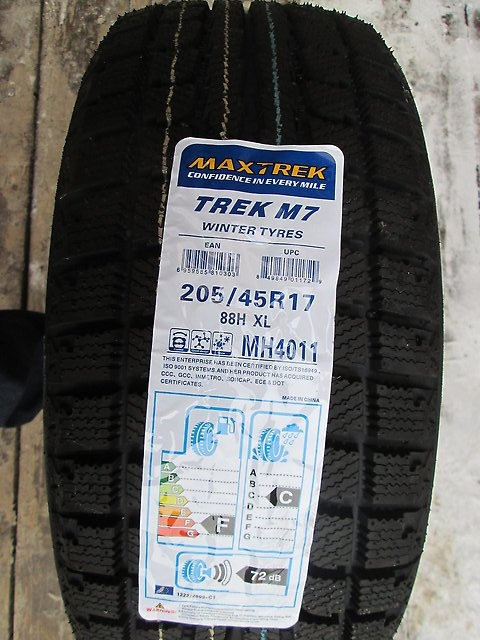 MAXTREK
CONFIDENCE IN EVERY MILE
TREK M7
WINTER TYRES
EAN UPC
205/45R17
88H XL
MH4011
THIS ENTERPRISE HAS BEEN CERTIFIED BY ISO/TS16949,
ISO 9001 SYSTEMS AND HER PRODUCT HAS ACQUIRED
CCC, GCC, INMETRO, SONCAP, ECE & DOT
CERTIFICATES.
MADE IN CHINA
A
B
C
D
E
F
G
F
A
B
C
D
E
F
G
C
72 dB
WARNING!